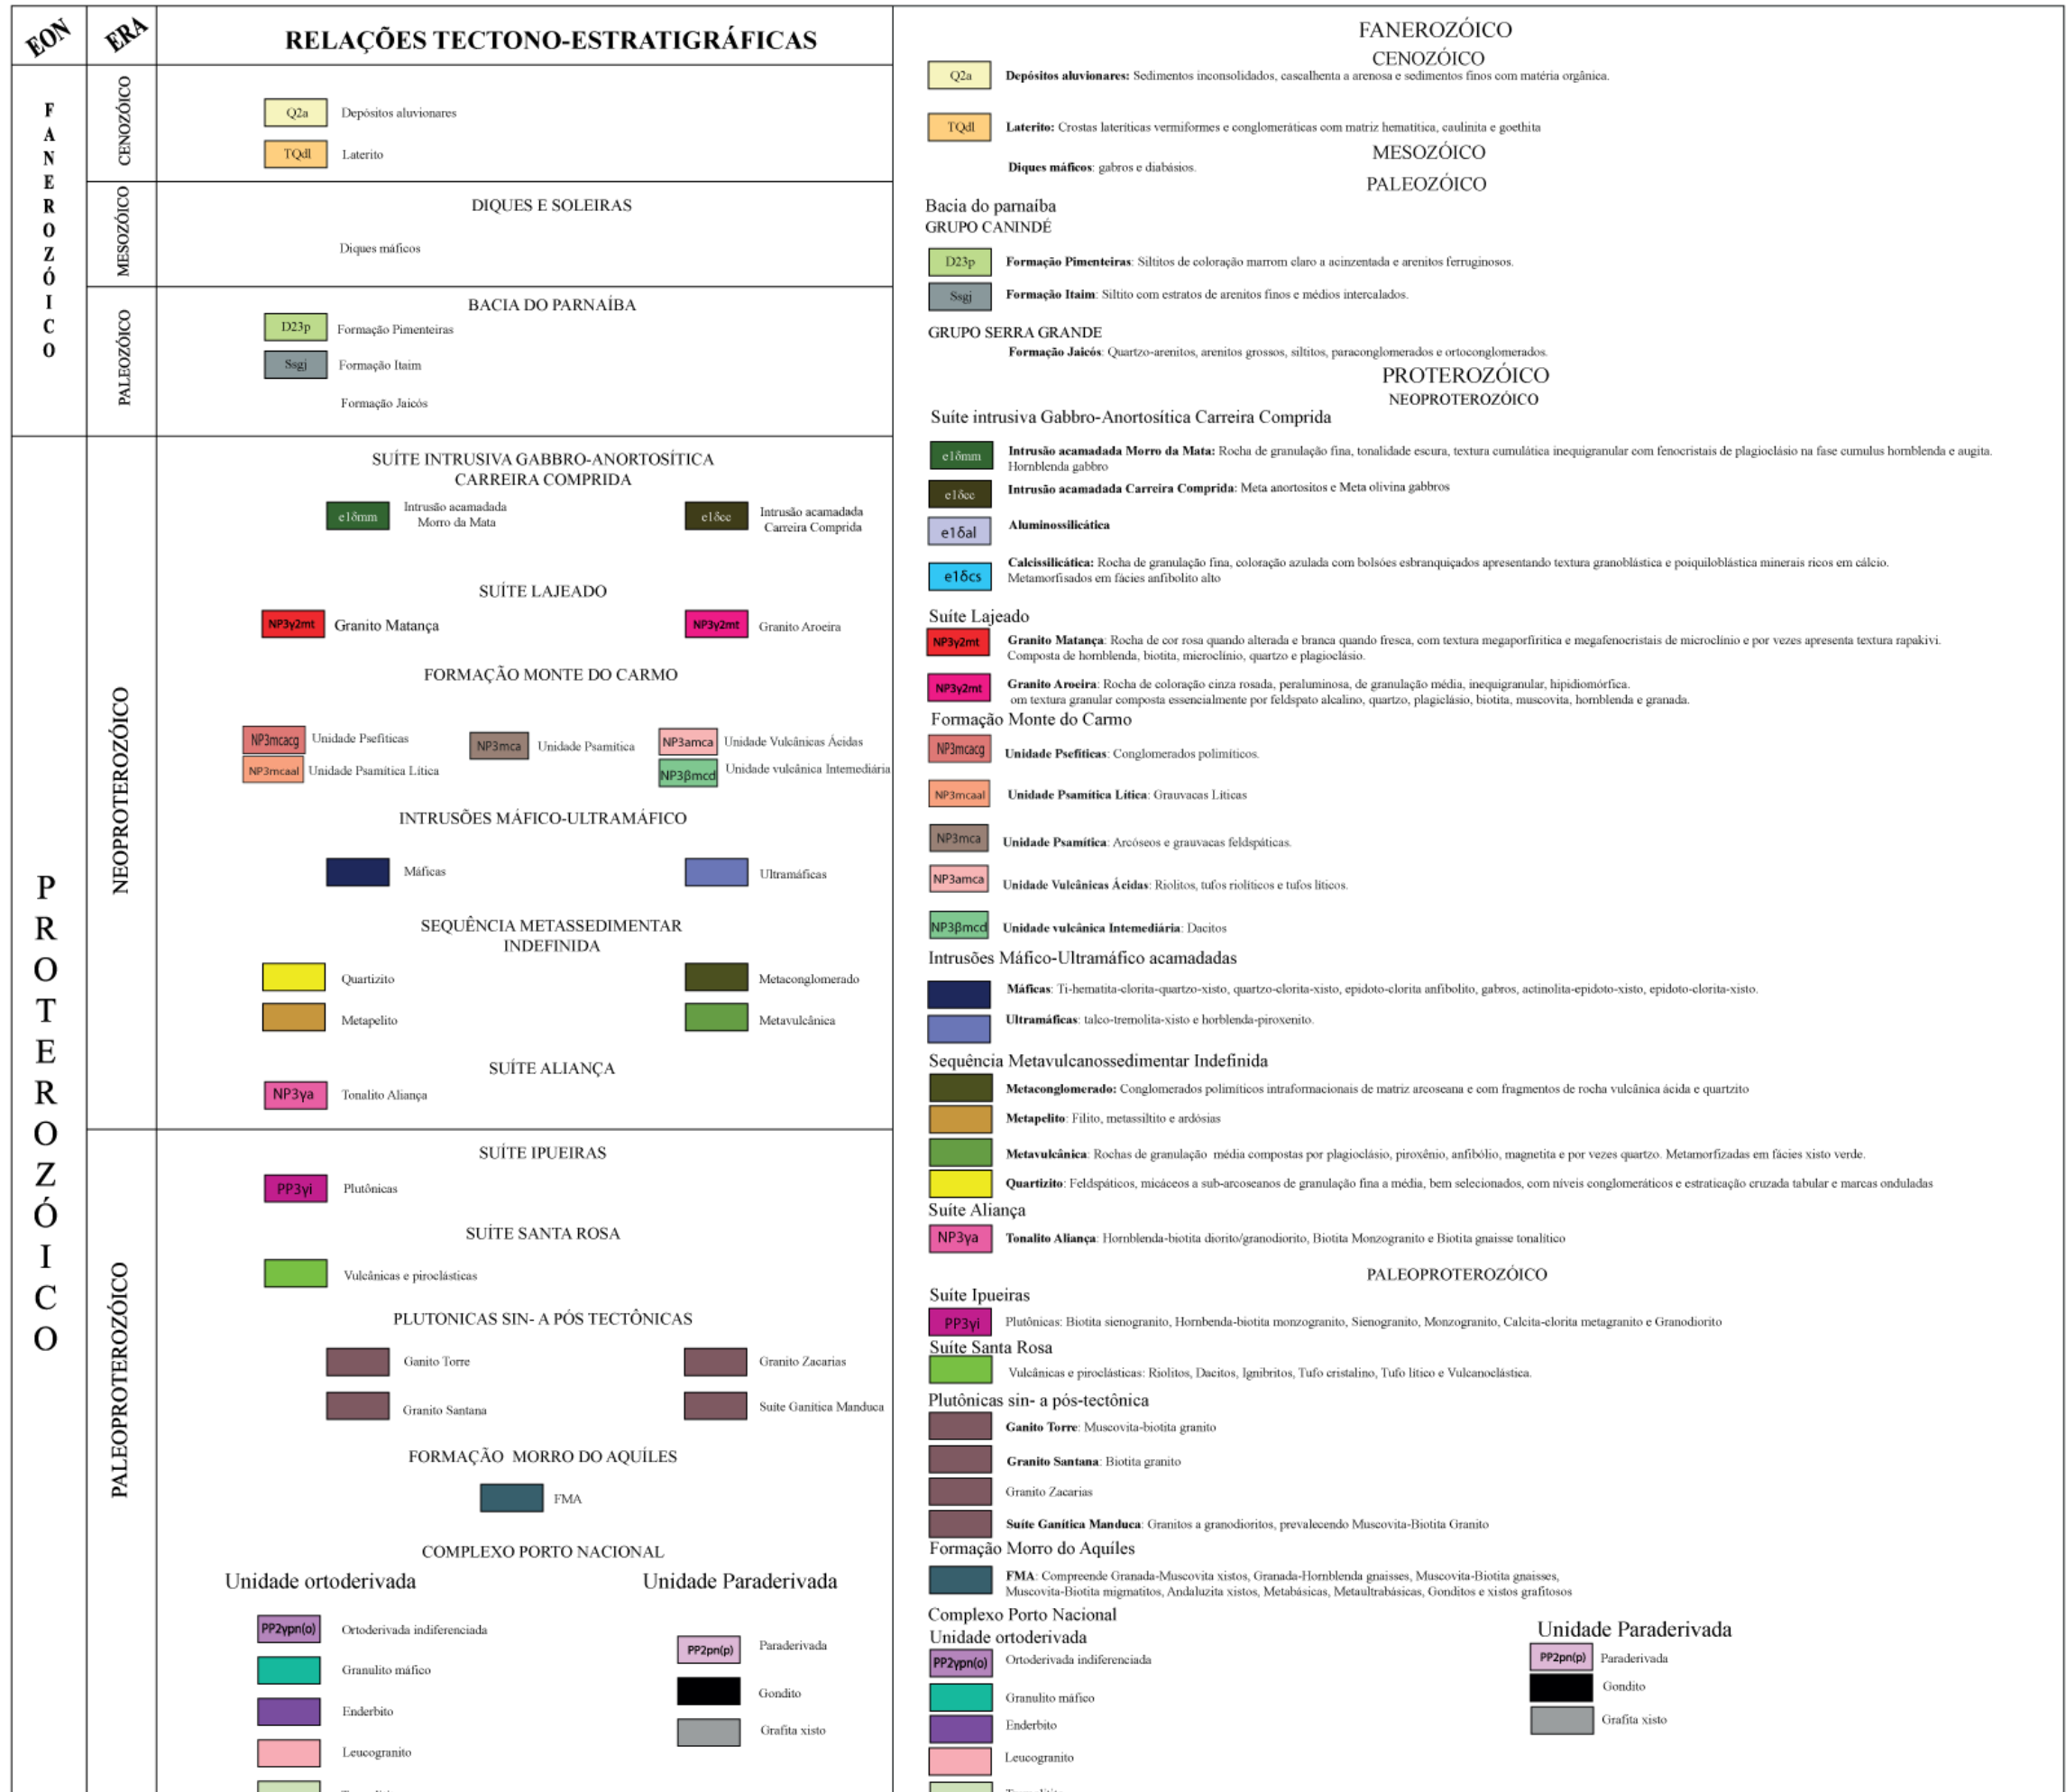 EON
ERA
RELAÇÕES TECTONO-ESTRATIGRÁFICAS
FANEROZÓICO
CENOZÓICO
Q2a Depósitos aluvionares
TQdl Laterito
MESOZÓICO
DIQUES E SOLEIRAS
Diques máficos
PALEOZÓICO
BACIA DO PARNAÍBA
D23p Formação Pimenteiras
Ssgj Formação Itaim
Formação Jaicós
PROTEROZÓICO
NEOPROTEROZÓICO
SUÍTE INTRUSIVA GABBRO-ANORTOSÍTICA
CARREIRA COMPRIDA
e1δmm Intrusão acamadada
Morro da Mata
e1δcc Intrusão acamadada
Carreira Comprida
SUÍTE LAJEADO
NP3γ2mt Granito Matança
NP3γ2mt Granito Aroeira
FORMAÇÃO MONTE DO CARMO
NP3mcacg Unidade Psefíticas
NP3mca Unidade Psamítica
NP3amca Unidade Vulcânicas Ácidas
NP3mcaal Unidade Psamítica Lítica
NP3βmcd Unidade vulcânica Intemediária
INTRUSÕES MÁFICO-ULTRAMÁFICO
Máficas
Ultramáficas
SEQUÊNCIA METASSEDIMENTAR
INDEFINIDA
Quartizito
Metaconglomerado
Metapelito
Metavulcânica
SUÍTE ALIANÇA
NP3γa Tonalito Aliança
PALEOPROTEROZÓICO
SUÍTE IPUEIRAS
PP3γi Plutônicas
SUÍTE SANTA ROSA
Vulcânicas e piroclásticas
PLUTONICAS SIN- A PÓS TECTÔNICAS
Ganito Torre
Granito Zacarias
Granito Santana
Suíte Ganítica Manduca
FORMAÇÃO MORRO DO AQUÍLES
FMA
COMPLEXO PORTO NACIONAL
Unidade ortoderivada
Unidade Paraderivada
PP2γpn(o) Ortoderivada indiferenciada
PP2pn(p) Paraderivada
Granulito máfico
Gondito
Enderbito
Grafita xisto
Leucogranito
FANEROZÓICO
CENOZÓICO
Q2a Depósitos aluvionares: Sedimentos inconsolidados, cascalhenta a arenosa e sedimentos finos com matéria orgânica.
TQdl Laterito: Crostas lateríticas vermiformes e conglomeráticas com matriz hematítica, caulinita e goethita
MESOZÓICO
Diques máficos: gabros e diabásios.
PALEOZÓICO
Bacia do parnaíba
GRUPO CANINDÉ
D23p Formação Pimenteiras: Siltitos de coloração marrom claro a acinzentada e arenitos ferruginosos.
Ssgj Formação Itaim: Siltito com estratos de arenitos finos e médios intercalados.
GRUPO SERRA GRANDE
Formação Jaicós: Quartzo-arenitos, arenitos grossos, siltitos, paraconglomerados e ortoconglomerados.
PROTEROZÓICO
NEOPROTEROZÓICO
Suíte intrusiva Gabbro-Anortosítica Carreira Comprida
e1δmm Intrusão acamadada Morro da Mata: Rocha de granulação fina, tonalidade escura, textura cumulática inequigranular com fenocristais de plagioclásio na fase cumulus hornblenda e augita.
Hornblenda gabbro
e1δcc Intrusão acamadada Carreira Comprida: Meta anortositos e Meta olivina gabbros
e1δal Aluminossilicática
e1δcs Calcissilicática: Rocha de granulação fina, coloração azulada com bolsões esbranquiçados apresentando textura granoblástica e poiquiloblástica minerais ricos em cálcio.
Metamorfisados em fácies anfibolito alto
Suíte Lajeado
NP3γ2mt Granito Matança: Rocha de cor rosa quando alterada e branca quando fresca, com textura megaporfirítica e megafenocristais de microclínio e por vezes apresenta textura rapakivi.
Composta de hornblenda, biotita, microclínio, quartzo e plagioclásio.
NP3γ2mt Granito Aroeira: Rocha de coloração cinza rosada, peraluminosa, de granulação média, inequigranular, hipidiomórfica.
om textura granular composta essencialmente por feldspato alcalino, quartzo, plagiclásio, biotita, muscovita, hornblenda e granada.
Formação Monte do Carmo
NP3mcacg Unidade Psefíticas: Conglomerados polimíticos.
NP3mcaal Unidade Psamítica Lítica: Grauvacas Líticas
NP3mca Unidade Psamítica: Arcóseos e grauvacas feldspáticas.
NP3amca Unidade Vulcânicas Ácidas: Riolitos, tufos riolíticos e tufos líticos.
NP3βmcd Unidade vulcânica Intemediária: Dacitos
Intrusões Máfico-Ultramáfico acamadadas
Máficas: Ti-hematita-clorita-quartzo-xisto, quartzo-clorita-xisto, epidoto-clorita anfibolito, gabros, actinolita-epidoto-xisto, epidoto-clorita-xisto.
Ultramáficas: talco-tremolita-xisto e horblenda-piroxenito.
Sequência Metavulcanossedimentar Indefinida
Metaconglomerado: Conglomerados polimíticos intraformacionais de matriz arcoseana e com fragmentos de rocha vulcânica ácida e quartzito
Metapelito: Filito, metassiltito e ardósias
Metavulcânica: Rochas de granulação média compostas por plagioclásio, piroxênio, anfibólio, magnetita e por vezes quartzo. Metamorfizadas em fácies xisto verde.
Quartizito: Feldspáticos, micáceos a sub-arcoseanos de granulação fina a média, bem selecionados, com níveis conglomeráticos e estraticação cruzada tabular e marcas onduladas
Suíte Aliança
NP3γa Tonalito Aliança: Hornblenda-biotita diorito/granodiorito, Biotita Monzogranito e Biotita gnaisse tonalítico
PALEOPROTEROZÓICO
Suíte Ipueiras
PP3γi Plutônicas: Biotita sienogranito, Hornbenda-biotita monzogranito, Sienogranito, Monzogranito, Calcita-clorita metagranito e Granodiorito
Suíte Santa Rosa
Vulcânicas e piroclásticas: Riolitos, Dacitos, Ignibritos, Tufo cristalino, Tufo lítico e Vulcanoclástica.
Plutônicas sin- a pós-tectônica
Ganito Torre: Muscovita-biotita granito
Granito Santana: Biotita granito
Granito Zacarias
Suíte Ganítica Manduca: Granitos a granodioritos, prevalecendo Muscovita-Biotita Granito
Formação Morro do Aquíles
FMA: Compreende Granada-Muscovita xistos, Granada-Hornblenda gnaisses, Muscovita-Biotita gnaisses,
Muscovita-Biotita migmatitos, Andaluzita xistos, Metabásicas, Metaultrabásicas, Gonditos e xistos grafitosos
Complexo Porto Nacional
Unidade ortoderivada
Unidade Paraderivada
PP2γpn(o) Ortoderivada indiferenciada
PP2pn(p) Paraderivada
Granulito máfico
Gondito
Enderbito
Grafita xisto
Leucogranito